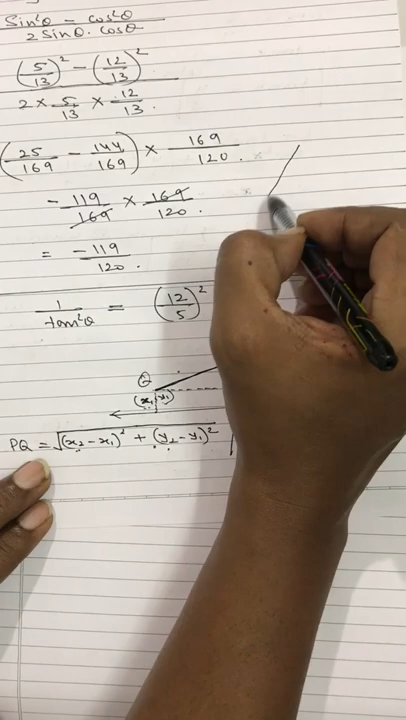 Sin²θ − cos²θ / 2 Sinθ · cosθ
(5/13)² − (12/13)² / 2 × 5/13 × 12/13 .
(25/169 − 144/169) × 169/120 .
−119/169 × 169/120 .
= −119/120 .
1/tan²θ = (12/5)²
Q
(x₁, y₁)
PQ = √(x₂−x₁)² + (y₂−y₁)²